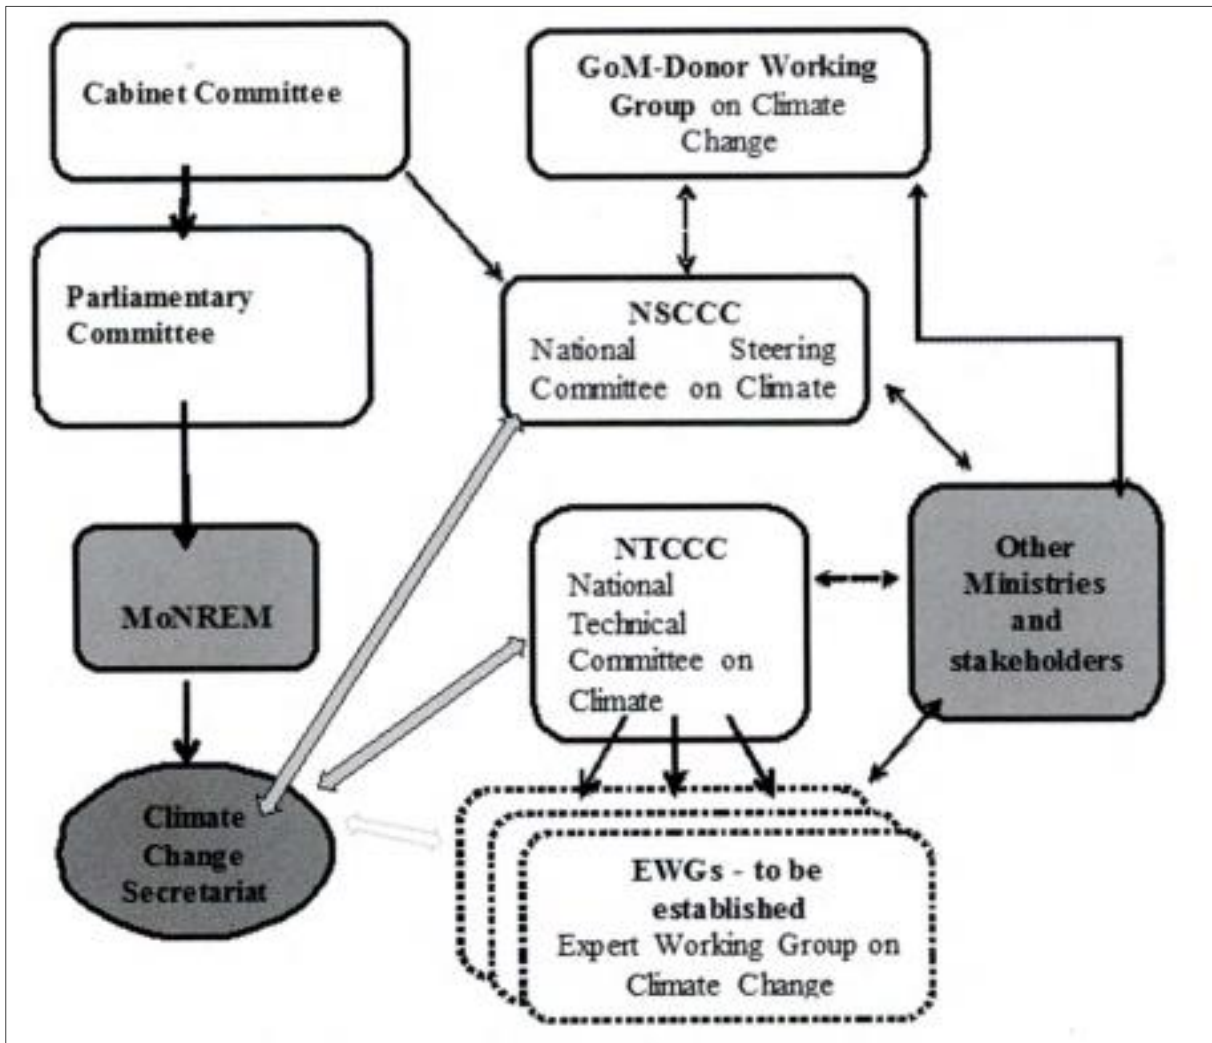 Cabinet Committee
GoM-Donor Working
Group on Climate
Change
Parliamentary
Committee
NSCCC
National Steering
Committee on Climate
MoNREM
NTCCC
National
Technical
Committee on
Climate
Other
Ministries
and
stakeholders
Climate
Change
Secretariat
EWGs - to be
established
Expert Working Group on
Climate Change